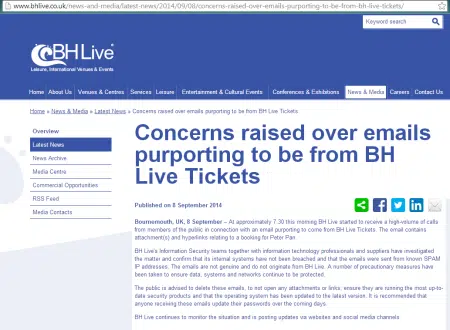 www.bhlive.co.uk/news-and-media/latest-news/2014/09/08/concerns-raised-over-emails-purporting-to-be-from-bh-live-tickets/
Keyword search
BH Live
Leisure, International Venues & Events
Home About Us Venues & Centres Services Leisure Entertainment & Cultural Events Conferences & Exhibitions News & Media Careers Contact Us
Home » News & Media » Latest News » Concerns raised over emails purporting to be from BH Live Tickets
Overview
Latest News
News Archive
Media Centre
Commercial Opportunities
RSS Feed
Media Contacts
Concerns raised over emails
purporting to be from BH
Live Tickets
Published on 8 September 2014
Bournemouth, UK, 8 September – At approximately 7.30 this morning BH Live started to receive a high-volume of calls
from members of the public in connection with an email purporting to come from BH Live Tickets. The email contains
attachment(s) and hyperlinks relating to a booking for Peter Pan.
BH Live's Information Security teams together with information technology professionals and suppliers have investigated
the matter and confirm that its internal systems have not been breached and that the emails were sent from known SPAM
IP addresses. The emails are not genuine and do not originate from BH Live. A number of precautionary measures have
been taken to ensure data, systems and networks continue to be protected.
The public is advised to delete these emails, to not open any attachments or links; ensure they are running the most up-to-
date security products and that the operating system has been updated to the latest version. It is recommended that
anyone receiving these emails update their passwords over the coming days.
BH Live continues to monitor the situation and is posting updates via websites and social media channels